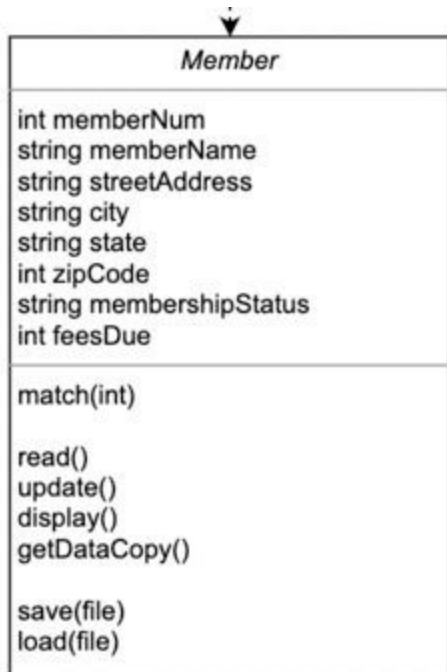 Member
int memberNum
string memberName
string streetAddress
string city
string state
int zipCode
string membershipStatus
int feesDue
match(int)
read()
update()
display()
getDataCopy()
save(file)
load(file)